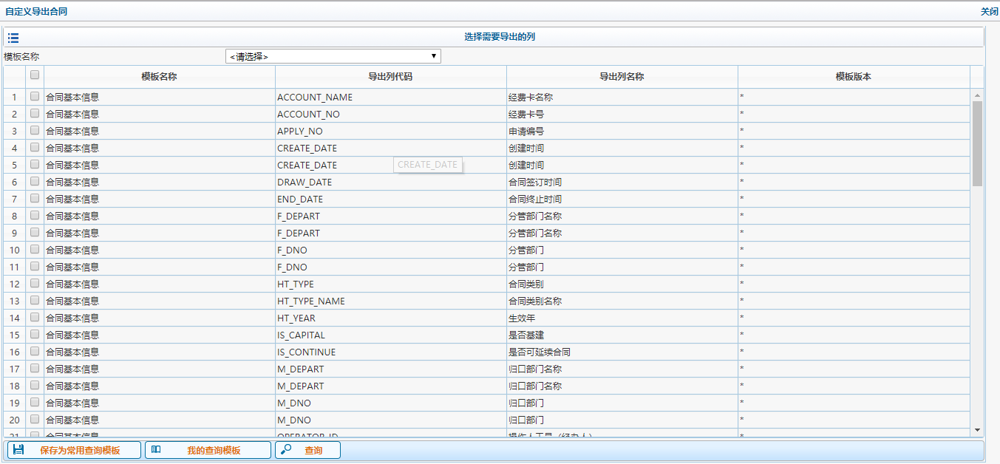 自定义导出合同 关闭
选择需要导出的列
模板名称 <请选择>
模板名称 导出列代码 导出列名称 模板版本
1 合同基本信息 ACCOUNT_NAME 经费卡名称 *
2 合同基本信息 ACCOUNT_NO 经费卡号 *
3 合同基本信息 APPLY_NO 申请编号 *
4 合同基本信息 CREATE_DATE 创建时间 *
5 合同基本信息 CREATE_DATE CREATE_DATE 创建时间 *
6 合同基本信息 DRAW_DATE 合同签订时间 *
7 合同基本信息 END_DATE 合同终止时间 *
8 合同基本信息 F_DEPART 分管部门名称 *
9 合同基本信息 F_DEPART 分管部门名称 *
10 合同基本信息 F_DNO 分管部门 *
11 合同基本信息 F_DNO 分管部门 *
12 合同基本信息 HT_TYPE 合同类别 *
13 合同基本信息 HT_TYPE_NAME 合同类别名称 *
14 合同基本信息 HT_YEAR 生效年 *
15 合同基本信息 IS_CAPITAL 是否基建 *
16 合同基本信息 IS_CONTINUE 是否可延续合同 *
17 合同基本信息 M_DEPART 归口部门名称 *
18 合同基本信息 M_DEPART 归口部门名称 *
19 合同基本信息 M_DNO 归口部门 *
20 合同基本信息 M_DNO 归口部门 *
21 合同基本信息 OPERATOR_ID 操作人工号（经办人） *
保存为常用查询模板 我的查询模板 查询